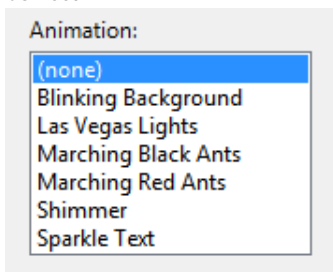 Animation:
(none)
Blinking Background
Las Vegas Lights
Marching Black Ants
Marching Red Ants
Shimmer
Sparkle Text